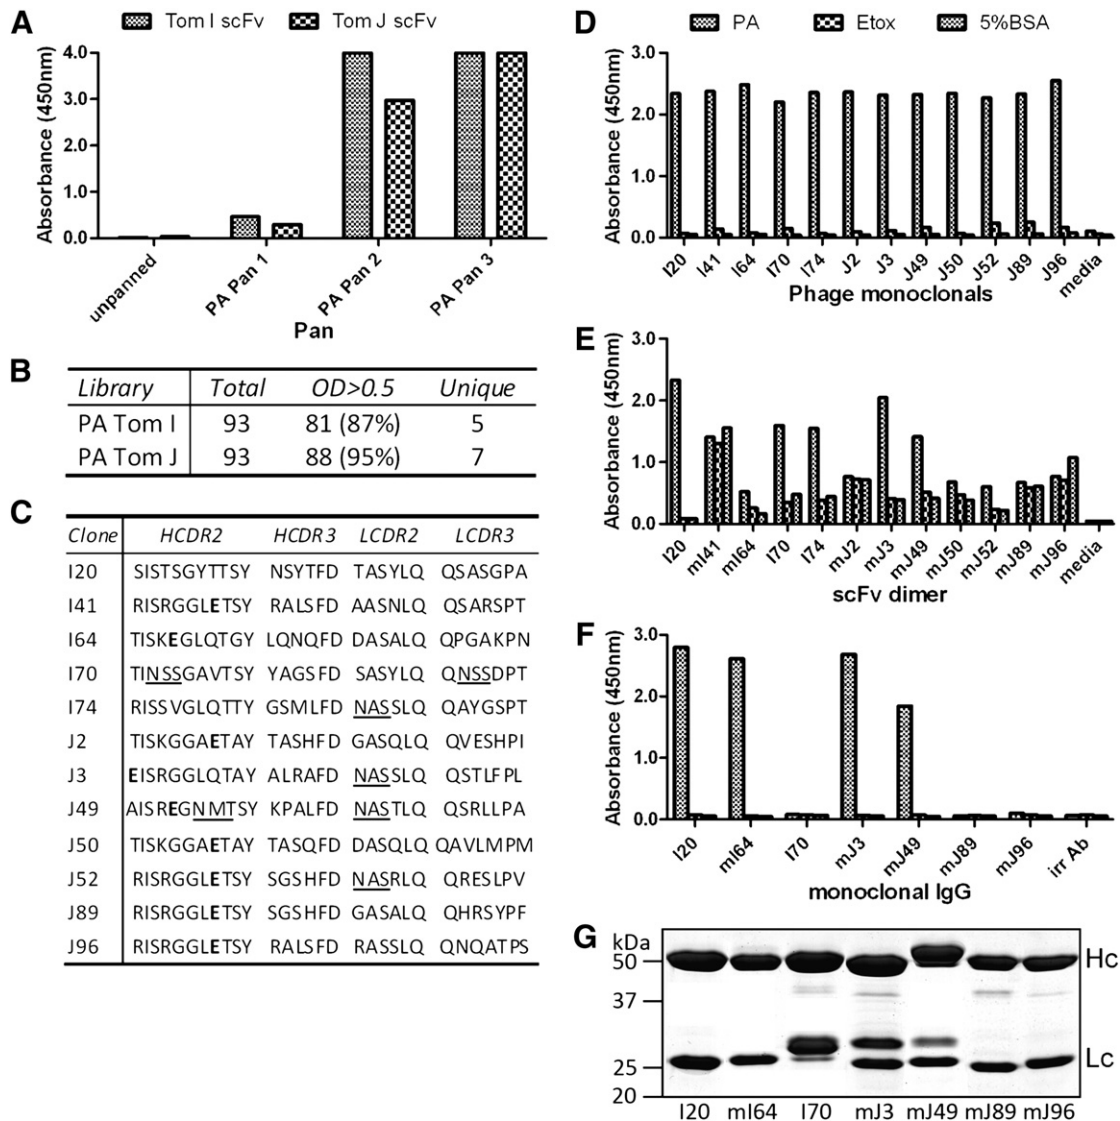 A
Tom I scFv
Tom J scFv
Absorbance (450nm)
4.0
3.0
2.0
1.0
0.0
unpanned
PA Pan 1
PA Pan 2
PA Pan 3
Pan
B
Library Total OD>0.5 Unique
PA Tom I 93 81 (87%) 5
PA Tom J 93 88 (95%) 7
C
Clone HCDR2 HCDR3 LCDR2 LCDR3
I20 SISTSGYTTSY NSYTFD TASYLQ QSASGPA
I41 RISRGGLETSY RALSFD AASNLQ QSARSPT
I64 TISKEGLQTGY LQNQFD DASALQ QPGAKPN
I70 TINSSGAVTSY YAGSFD SASYLQ QNSSDPT
I74 RISSVGLQTTY GSMLFD NASSLQ QAYGSPT
J2 TISKGGAETAY TASHFD GASQLQ QVESHPI
J3 EISRGGLQTAY ALRAFD NASSLQ QSTLFPL
J49 AISREGNMTSY KPALFD NASTLQ QSRLLPA
J50 TISKGGAETAY TASQFD DASQLQ QAVLMPM
J52 RISRGGLETSY SGSHFD NASRLQ QRESLPV
J89 RISRGGLETSY SGSHFD GASALQ QHRSYPF
J96 RISRGGLETSY RALSFD RASSLQ QNQATPS
D
PA
Etox
5%BSA
Absorbance (450nm)
3.0
2.0
1.0
0.0
I20
I41
I64
I70
I74
J2
J3
J49
J50
J52
J89
J96
media
Phage monoclonals
E
Absorbance (450nm)
3.0
2.0
1.0
0.0
I20
mI41
mI64
I70
I74
mJ2
mJ3
mJ49
mJ50
mJ52
mJ89
mJ96
media
scFv dimer
F
Absorbance (450nm)
3.0
2.0
1.0
0.0
I20
mI64
I70
mJ3
mJ49
mJ89
mJ96
irr Ab
monoclonal IgG
G
kDa
50
37
25
20
Hc
Lc
I20 mI64 I70 mJ3 mJ49 mJ89 mJ96